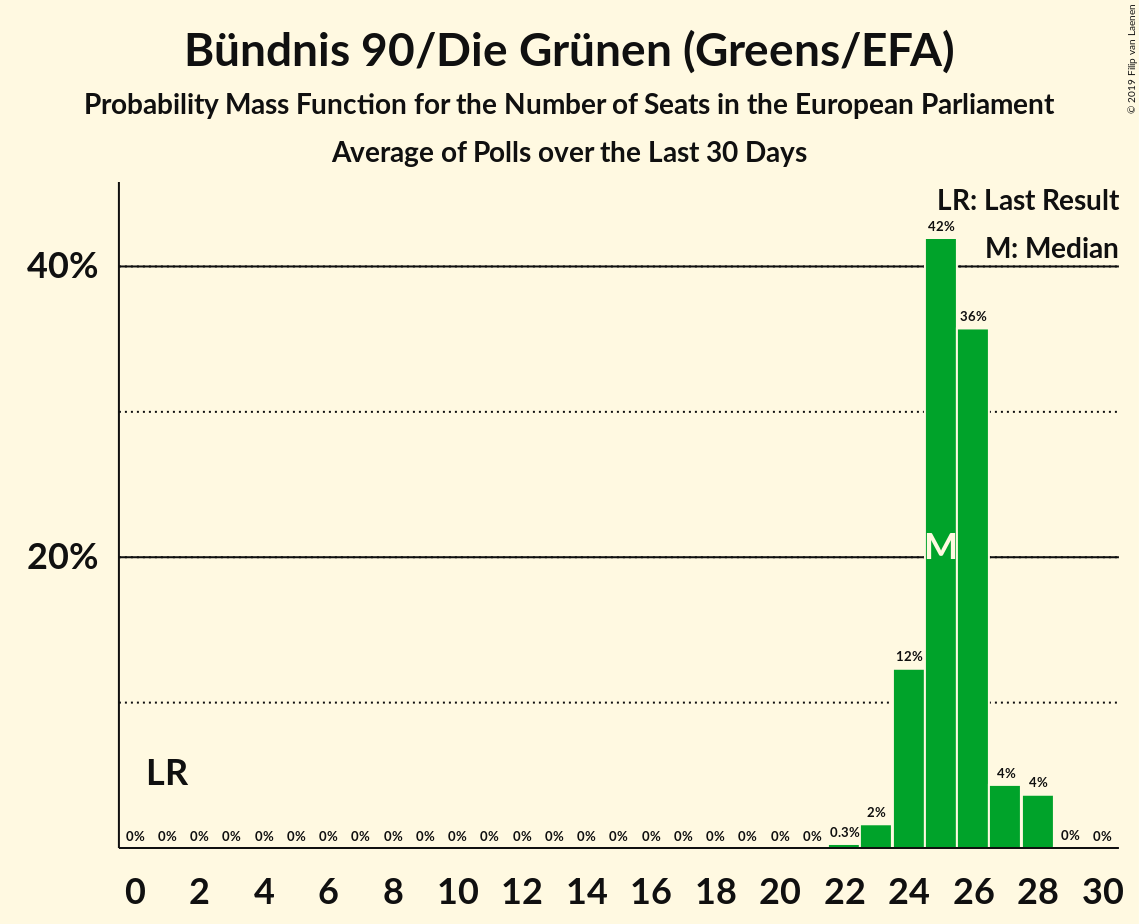 Bündnis 90/Die Grünen (Greens/EFA)
Probability Mass Function for the Number of Seats in the European Parliament
Average of Polls over the Last 30 Days
© 2019 Filip van Laenen
LR: Last Result
M: Median
42%
40%
36%
20%
M
12%
LR
4%
4%
2%
0% 0% 0% 0% 0% 0% 0% 0% 0% 0% 0% 0% 0% 0% 0% 0% 0% 0% 0% 0% 0% 0% 0.3% 0% 0%
0 2 4 6 8 10 12 14 16 18 20 22 24 26 28 30